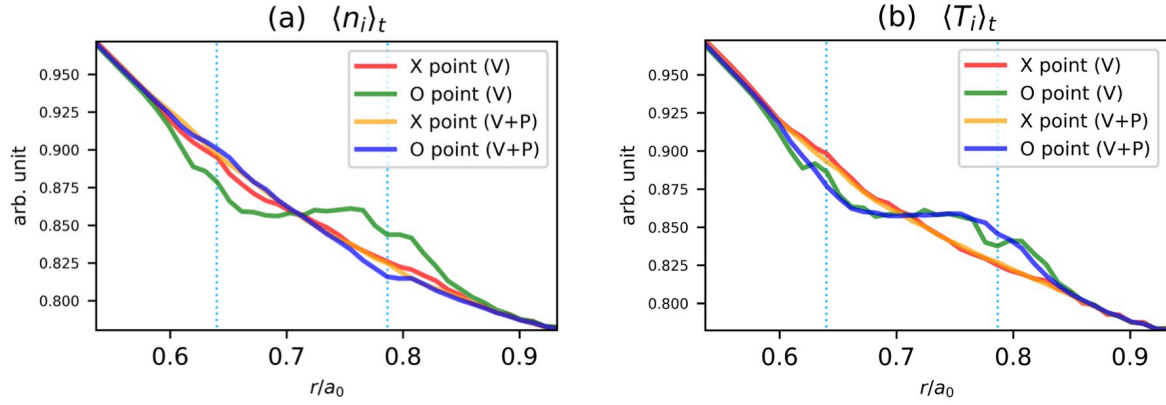 (a) ⟨n_i⟩_t
0.950
0.925
0.900
0.875
0.850
0.825
0.800
arb. unit
X point (V)
O point (V)
X point (V+P)
O point (V+P)
0.6 0.7 0.8 0.9
r/a_0
(b) ⟨T_i⟩_t
0.950
0.925
0.900
0.875
0.850
0.825
0.800
arb. unit
X point (V)
O point (V)
X point (V+P)
O point (V+P)
0.6 0.7 0.8 0.9
r/a_0